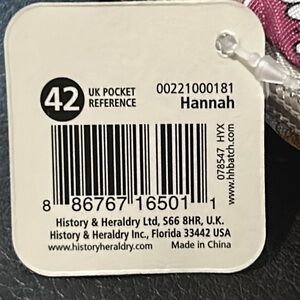 42 UK POCKET REFERENCE
00221000181
Hannah
078547 HYX
www.hhbatch.com
8 86767 16501 1
History & Heraldry Ltd, S66 8HR, U.K.
History & Heraldry Inc., Florida 33442 USA
www.historyheraldry.com Made in China